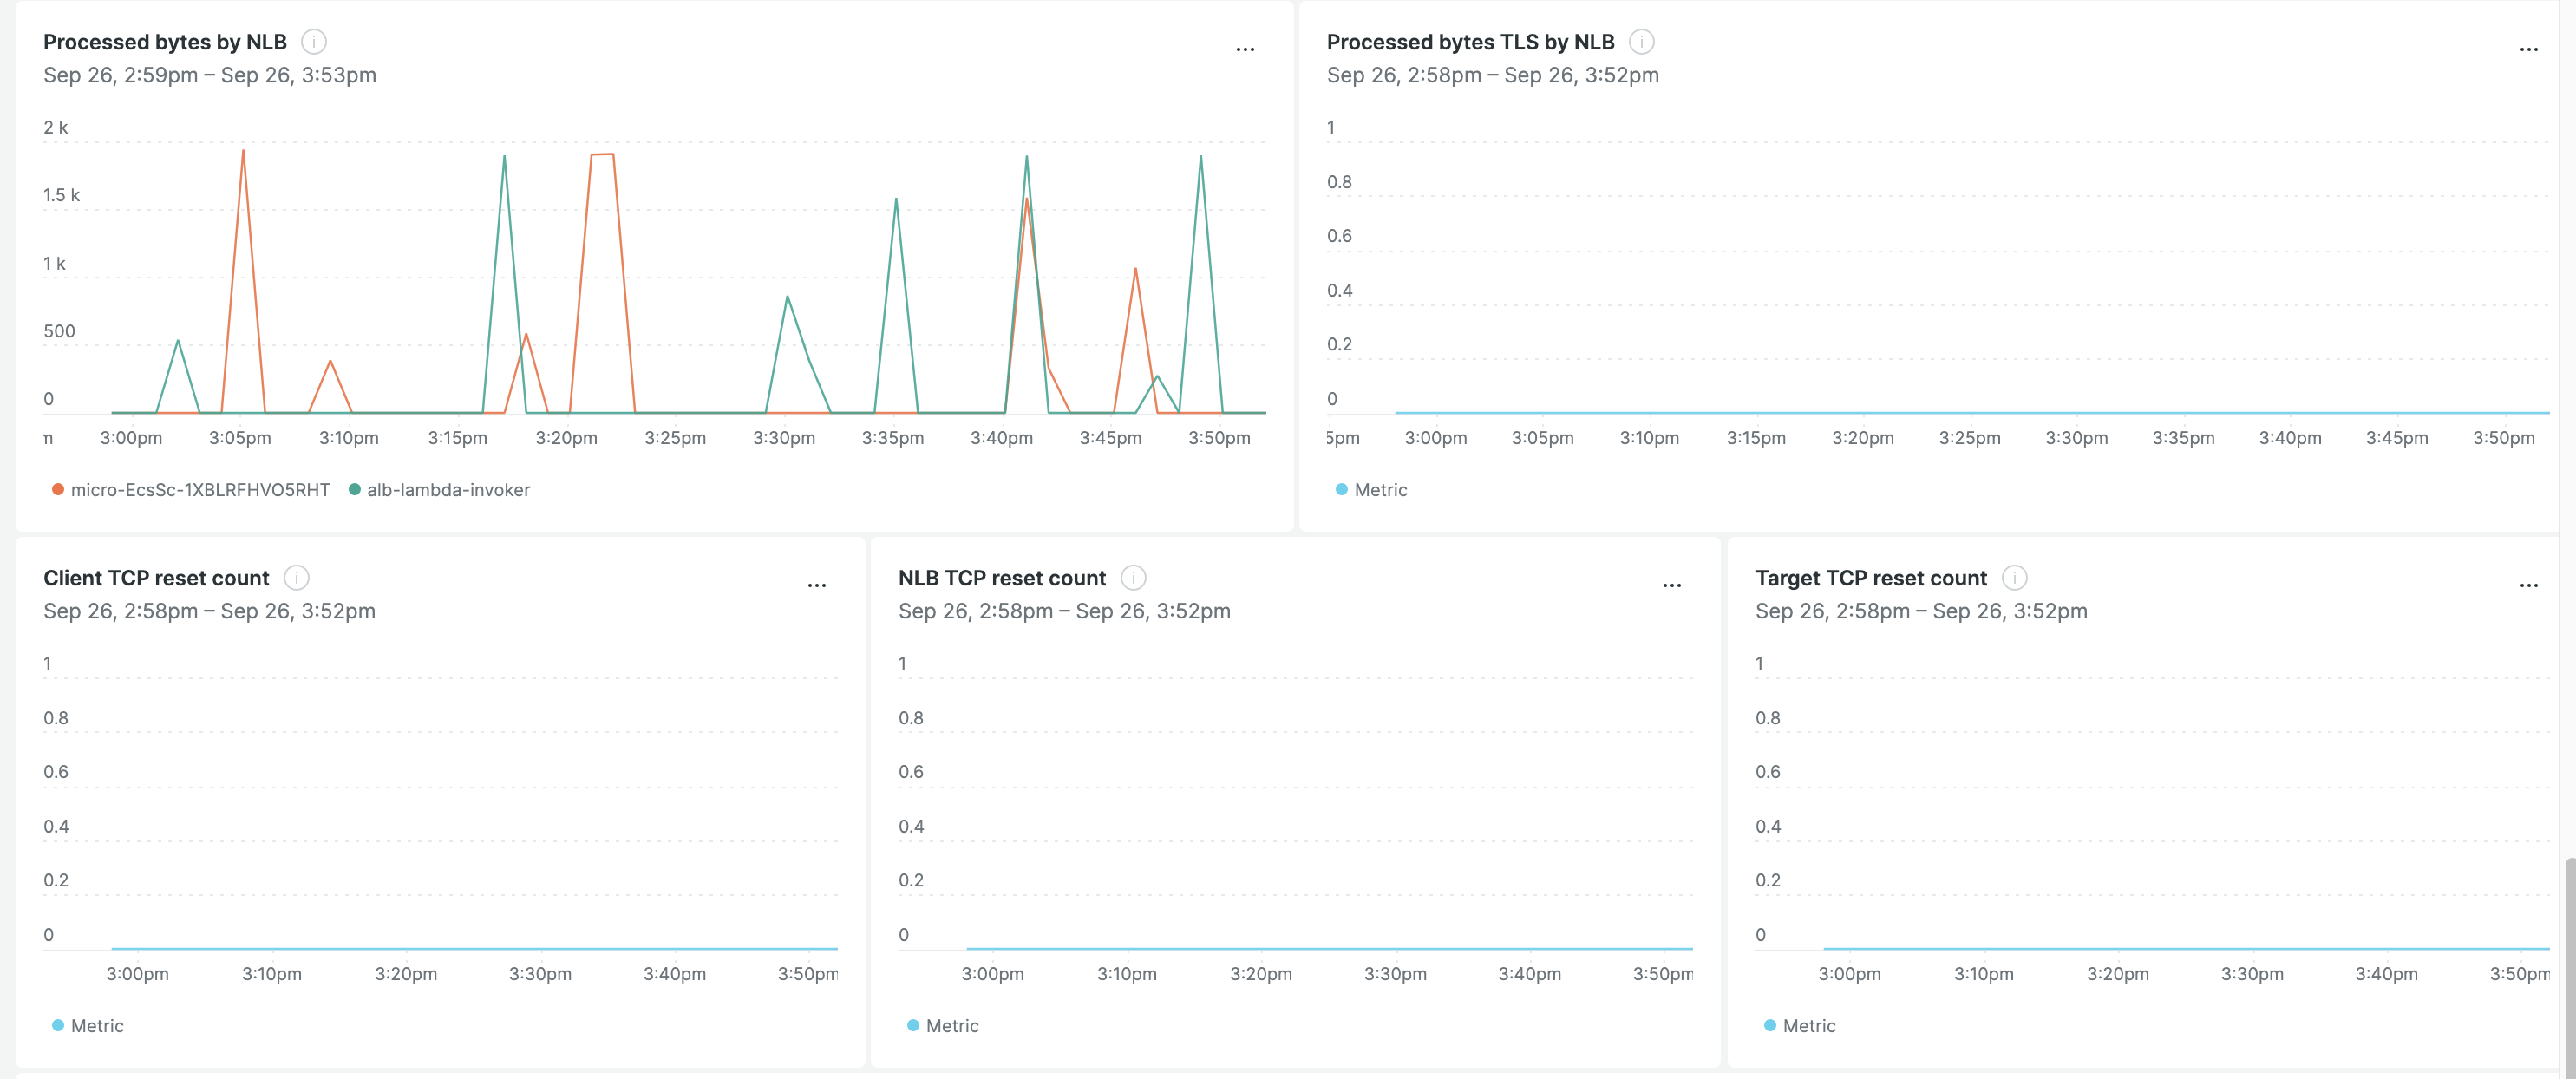 Processed bytes by NLB
Sep 26, 2:59pm – Sep 26, 3:53pm
2 k
1.5 k
1 k
500
0
m 3:00pm 3:05pm 3:10pm 3:15pm 3:20pm 3:25pm 3:30pm 3:35pm 3:40pm 3:45pm 3:50pm
micro-EcsSc-1XBLRFHVO5RHT alb-lambda-invoker
Processed bytes TLS by NLB
Sep 26, 2:58pm – Sep 26, 3:52pm
1
0.8
0.6
0.4
0.2
0
5pm 3:00pm 3:05pm 3:10pm 3:15pm 3:20pm 3:25pm 3:30pm 3:35pm 3:40pm 3:45pm 3:50pm
Metric
Client TCP reset count
Sep 26, 2:58pm – Sep 26, 3:52pm
1
0.8
0.6
0.4
0.2
0
3:00pm 3:10pm 3:20pm 3:30pm 3:40pm 3:50pm
Metric
NLB TCP reset count
Sep 26, 2:58pm – Sep 26, 3:52pm
1
0.8
0.6
0.4
0.2
0
3:00pm 3:10pm 3:20pm 3:30pm 3:40pm 3:50pm
Metric
Target TCP reset count
Sep 26, 2:58pm – Sep 26, 3:52pm
1
0.8
0.6
0.4
0.2
0
3:00pm 3:10pm 3:20pm 3:30pm 3:40pm 3:50pm
Metric